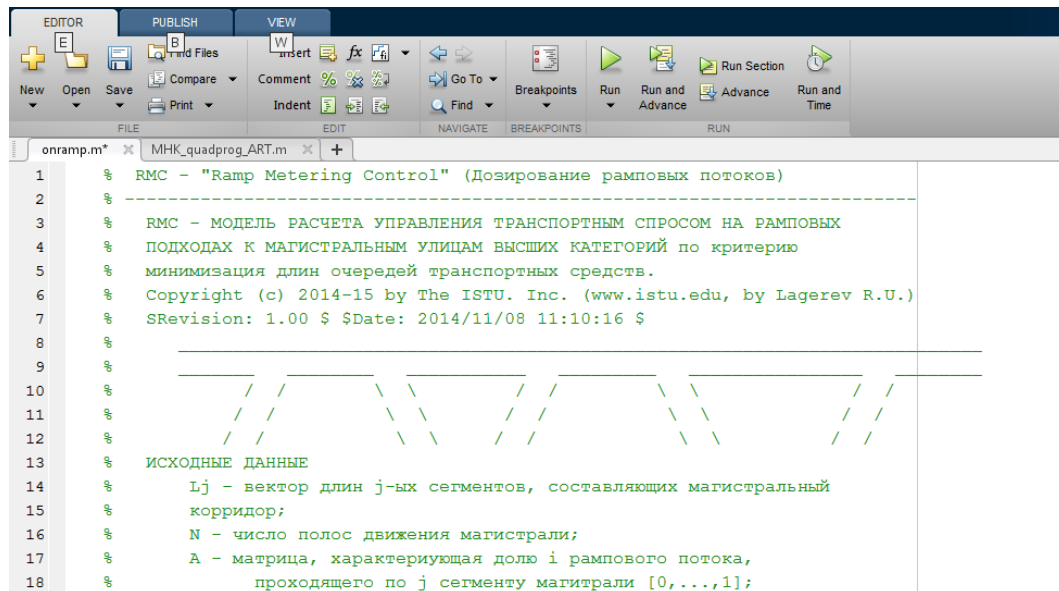 EDITOR PUBLISH VIEW
E B W
New Open Save Find Files Compare Print
Insert fx Comment Indent
Go To Find
Breakpoints
Run Run and Advance Run Section Advance Run and Time
FILE EDIT NAVIGATE BREAKPOINTS RUN
onramp.m* MHK_quadprog_ART.m +
1 % RMC - "Ramp Metering Control" (Дозирование рамповых потоков)
2 % ------------------------------------------------------------------------
3 % RMC - МОДЕЛЬ РАСЧЕТА УПРАВЛЕНИЯ ТРАНСПОРТНЫМ СПРОСОМ НА РАМПОВЫХ
4 % ПОДХОДАХ К МАГИСТРАЛЬНЫМ УЛИЦАМ ВЫСШИХ КАТЕГОРИЙ по критерию
5 % минимизация длин очередей транспортных средств.
6 % Copyright (c) 2014-15 by The ISTU. Inc. (www.istu.edu, by Lagerev R.U.)
7 % SRevision: 1.00 $ $Date: 2014/11/08 11:10:16 $
8 %
9 %
10 % / / \ \ / / \ \ / /
11 % / / \ \ / / \ \ / /
12 % / / \ \ / / \ \ / /
13 % ИСХОДНЫЕ ДАННЫЕ
14 % Lj - вектор длин j-ых сегментов, составляющих магистральный
15 % корридор;
16 % N - число полос движения магистрали;
17 % A - матрица, характериующая долю i рампового потока,
18 % проходящего по j сегменту магитрали [0,...,1];